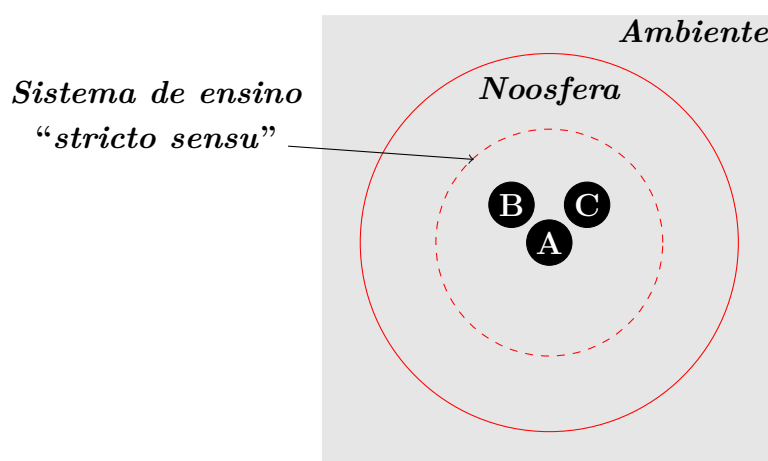 Ambiente
Noosfera
Sistema de ensino
“stricto sensu”
B
C
A